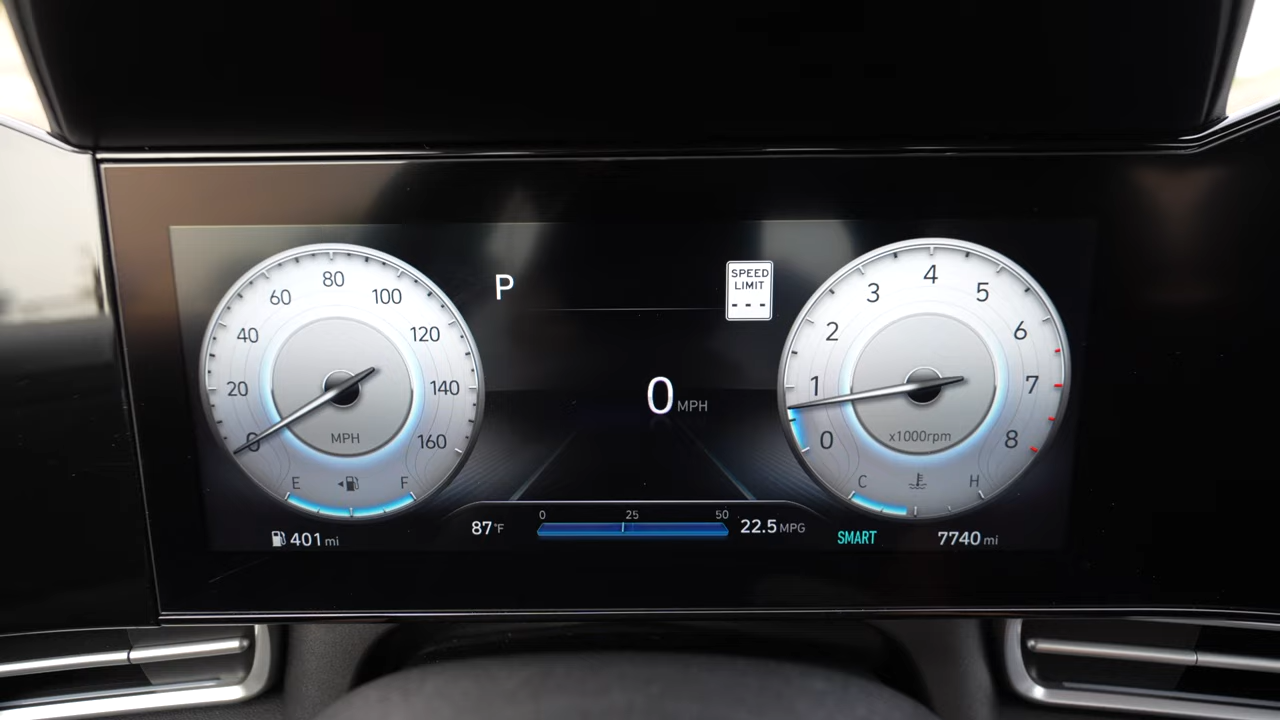 80
60
100
40
120
20
140
0
160
MPH
E
F
401 mi
P
SPEED
LIMIT
---
0 MPH
87°F
0 25 50
22.5 MPG
4
3
5
2
6
1
7
0
8
x1000rpm
C
H
SMART
7740 mi